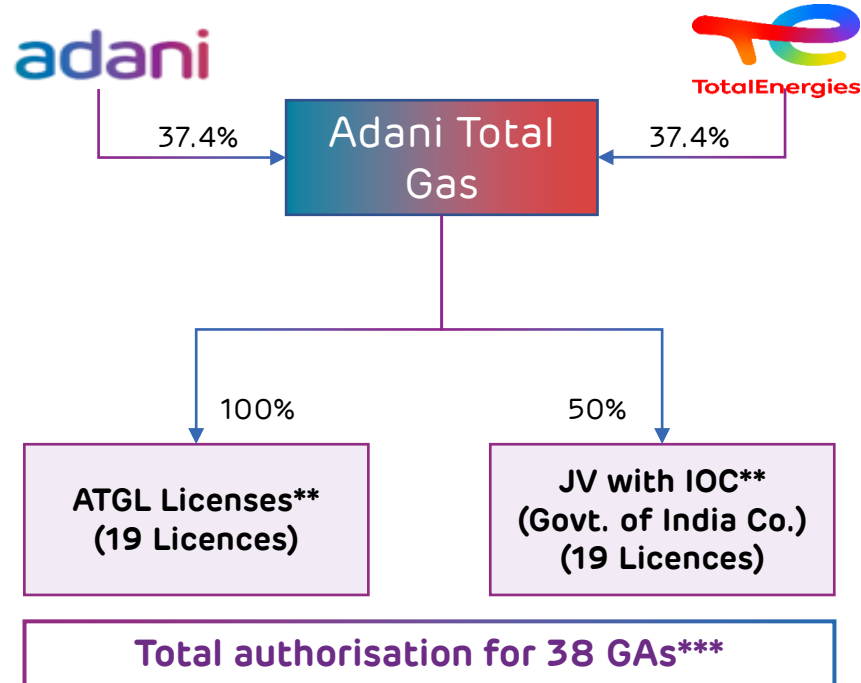 adani
TotalEnergies
37.4%
Adani Total
Gas
37.4%
100%
50%
ATGL Licenses**
(19 Licences)
JV with IOC**
(Govt. of India Co.)
(19 Licences)
Total authorisation for 38 GAs***